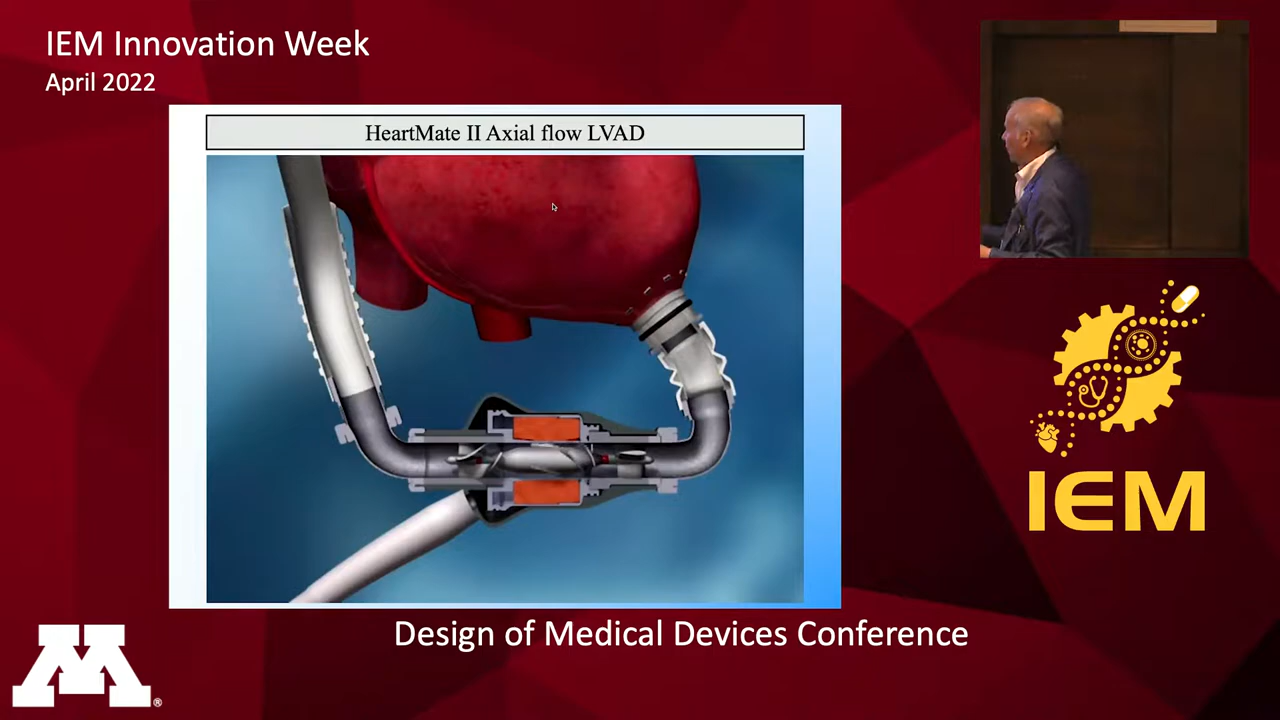 IEM Innovation Week
April 2022
HeartMate II Axial flow LVAD
IEM
Design of Medical Devices Conference
M
®